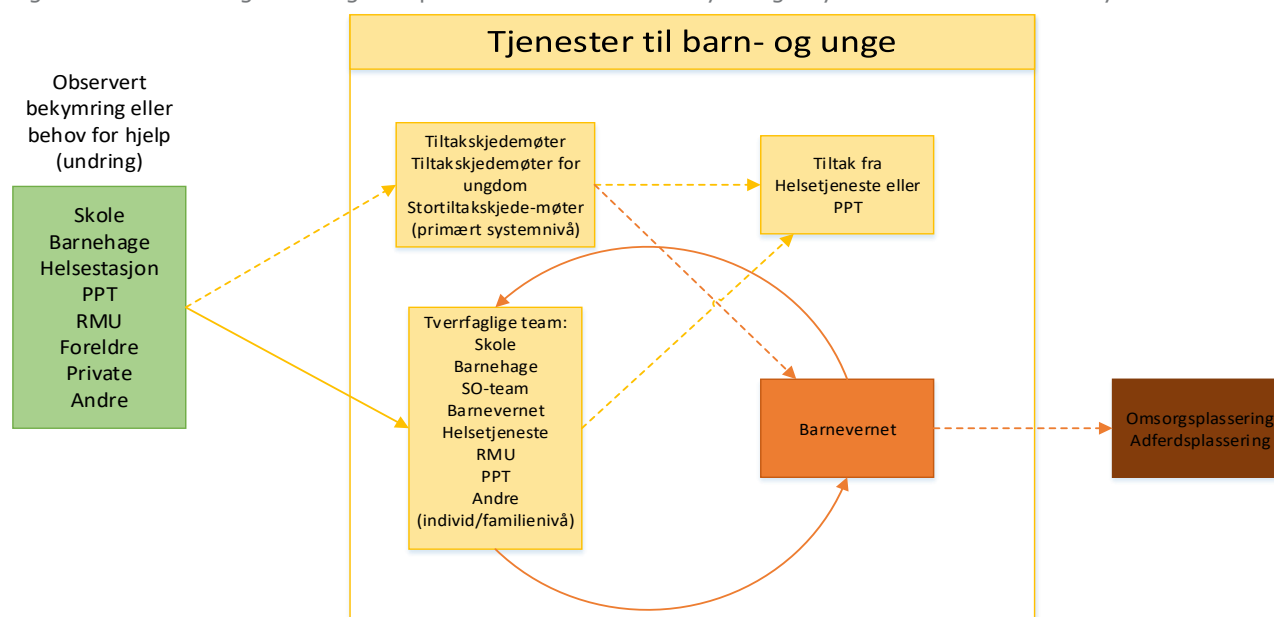 Tjenester til barn- og unge
Observert
bekymring eller
behov for hjelp
(undring)
Skole
Barnehage
Helsestasjon
PPT
RMU
Foreldre
Private
Andre
Tiltakskjedemøter
Tiltakskjedemøter for
ungdom
Stortiltakskjede-møter
(primært systemnivå)
Tiltak fra
Helsetjeneste eller
PPT
Tverrfaglige team:
Skole
Barnehage
SO-team
Barnevernet
Helsetjeneste
RMU
PPT
Andre
(individ/familienivå)
Barnevernet
Omsorgsplassering
Adferdsplassering